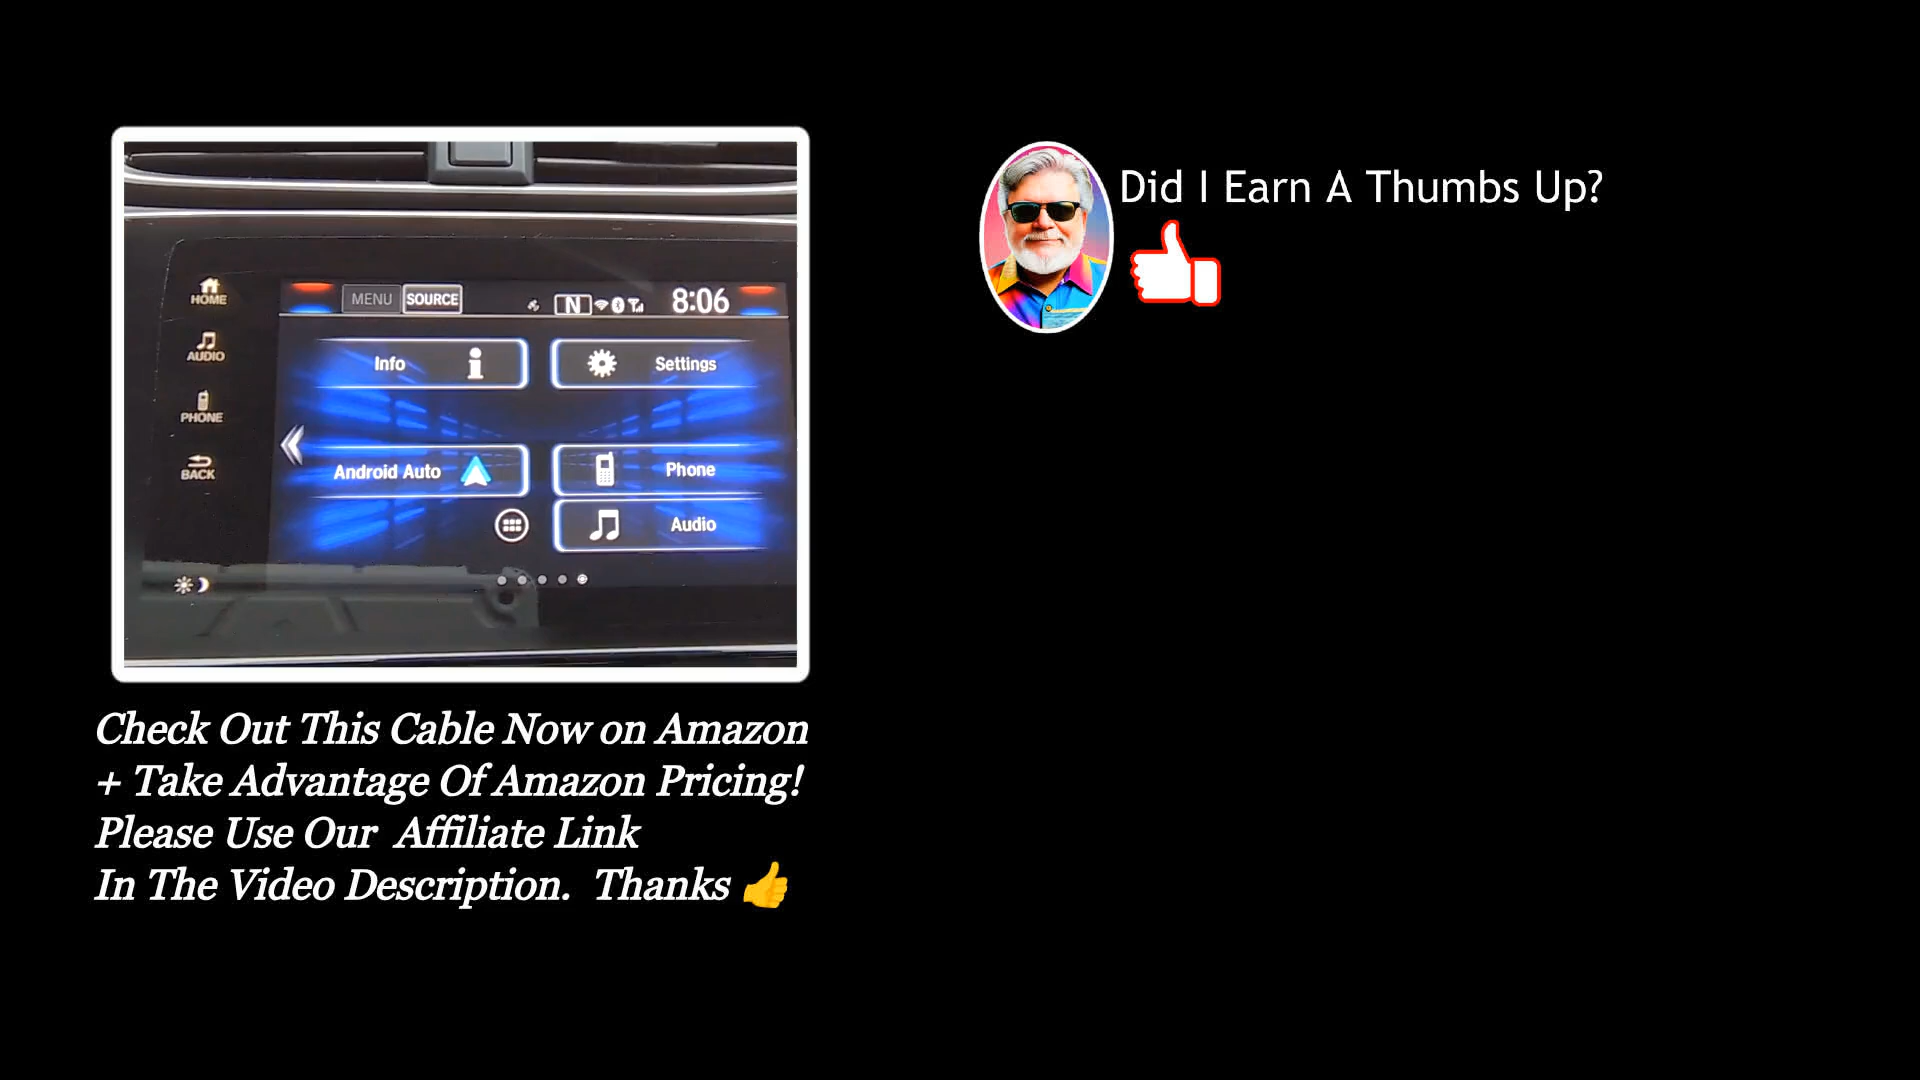 HOME
AUDIO
PHONE
BACK
MENU SOURCE N 8:06
Info Settings
Android Auto Phone
Audio
Check Out This Cable Now on Amazon
+ Take Advantage Of Amazon Pricing!
Please Use Our Affiliate Link
In The Video Description. Thanks 👍
Did I Earn A Thumbs Up?